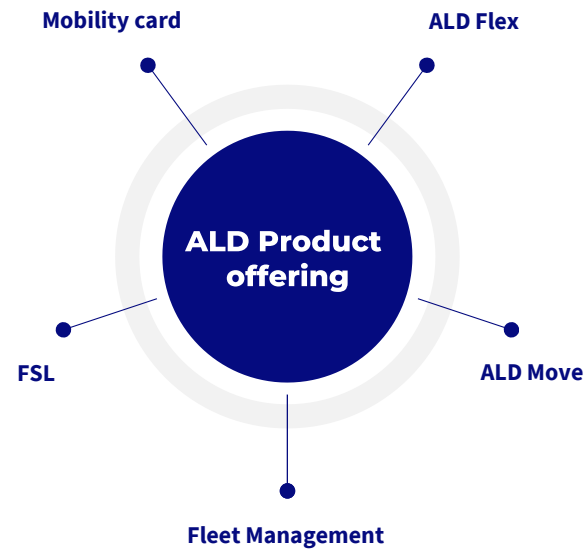 Mobility card
ALD Flex
ALD Product
offering
FSL
ALD Move
Fleet Management